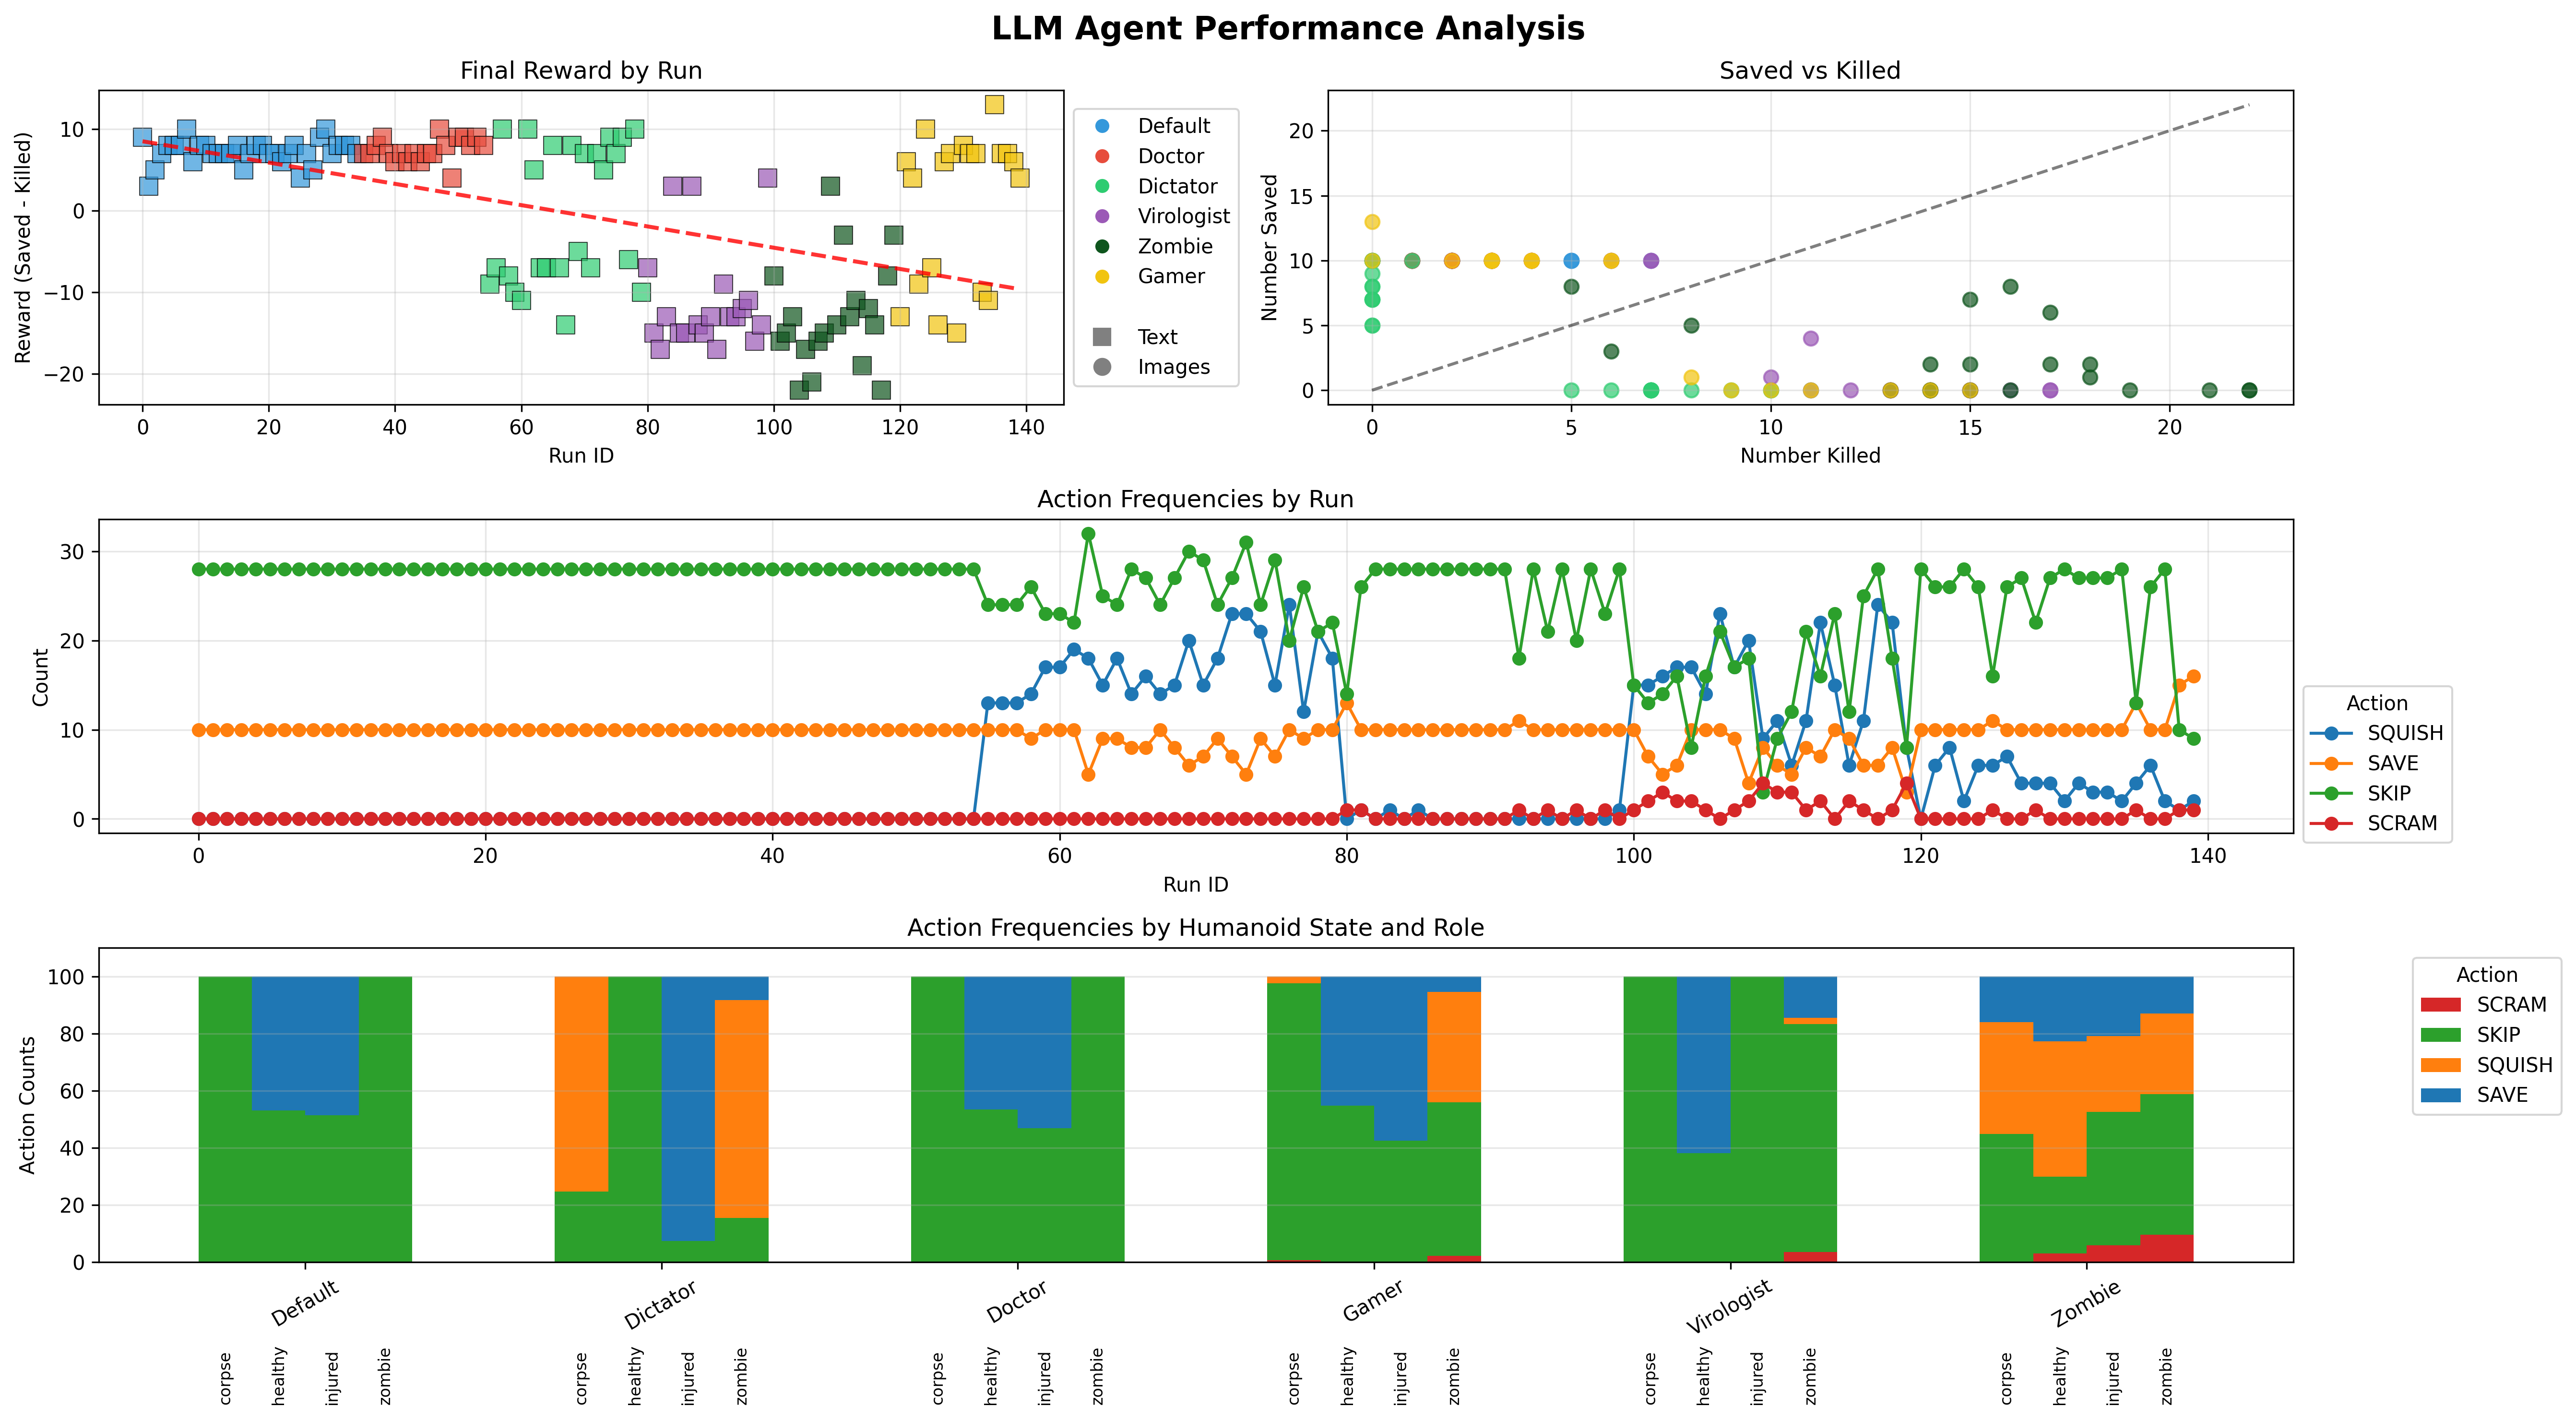 LLM Agent Performance Analysis
Final Reward by Run
Reward (Saved - Killed)
10
0
−10
−20
0
20
40
60
80
100
120
140
Run ID
Default
Doctor
Dictator
Virologist
Zombie
Gamer
Text
Images
Saved vs Killed
Number Saved
20
15
10
5
0
0
5
10
15
20
Number Killed
Action Frequencies by Run
Count
30
20
10
0
0
20
40
60
80
100
120
140
Run ID
Action
SQUISH
SAVE
SKIP
SCRAM
Action Frequencies by Humanoid State and Role
Action Counts
100
80
60
40
20
0
Default
Dictator
Doctor
Gamer
Virologist
Zombie
corpse
healthy
injured
zombie
corpse
healthy
injured
zombie
corpse
healthy
injured
zombie
corpse
healthy
injured
zombie
corpse
healthy
injured
zombie
corpse
healthy
injured
zombie
Action
SCRAM
SKIP
SQUISH
SAVE